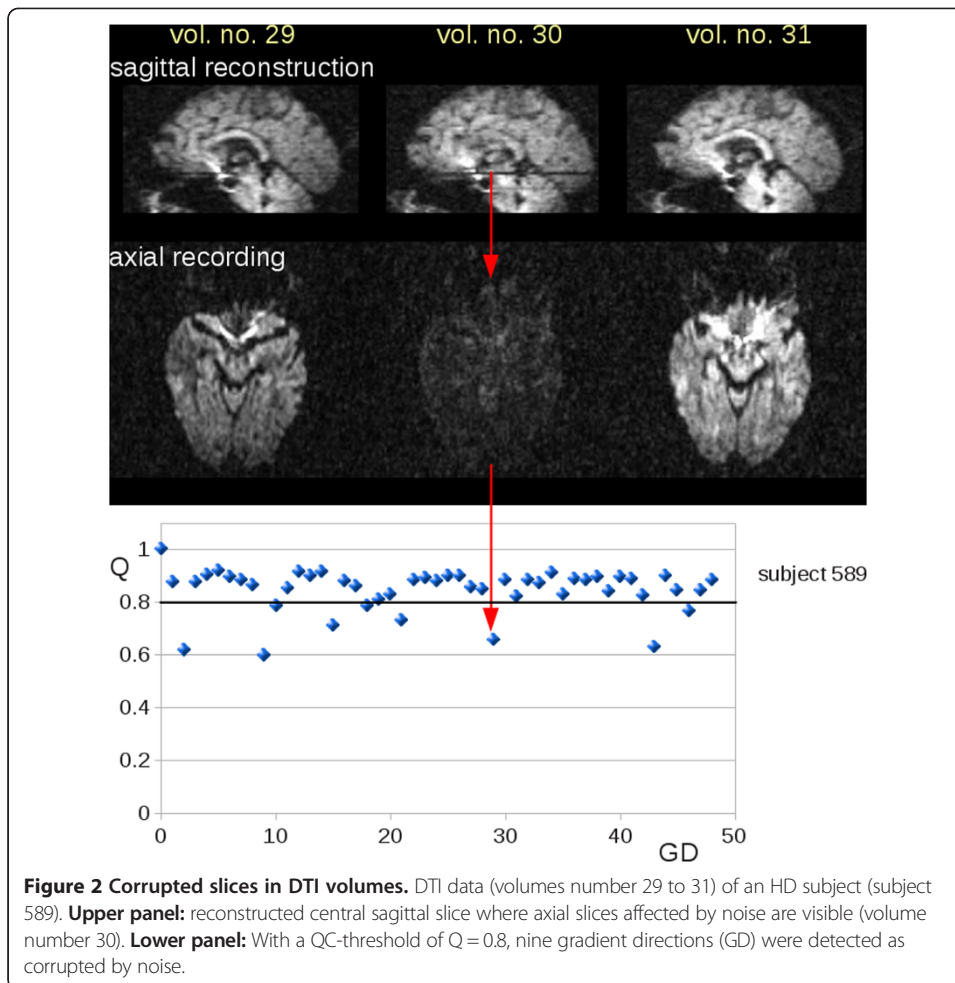 vol. no. 29 vol. no. 30 vol. no. 31
sagittal reconstruction
axial recording
1
Q
0.8
0.6
0.4
0.2
0
0 10 20 30 40 50
GD
subject 589
Figure 2 Corrupted slices in DTI volumes. DTI data (volumes number 29 to 31) of an HD subject (subject
589). Upper panel: reconstructed central sagittal slice where axial slices affected by noise are visible (volume
number 30). Lower panel: With a QC-threshold of Q = 0.8, nine gradient directions (GD) were detected as
corrupted by noise.